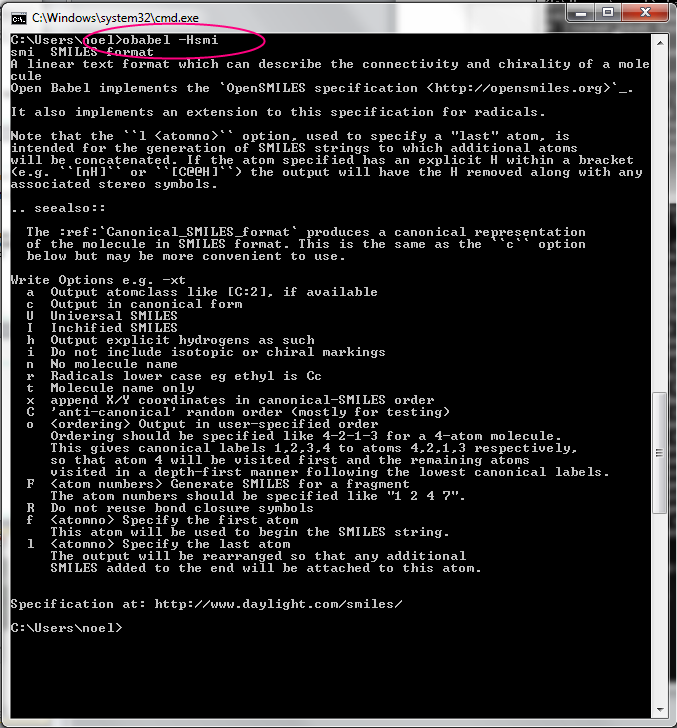 C:\Windows\system32\cmd.exe
C:\Users\noel>obabel -Hsmi
smi  SMILES format
A linear text format which can describe the connectivity and chirality of a mole
cule
Open Babel implements the `OpenSMILES specification <http://opensmiles.org>`_.

It also implements an extension to this specification for radicals.

Note that the ``l <atomno>`` option, used to specify a "last" atom, is
intended for the generation of SMILES strings to which additional atoms
will be concatenated. If the atom specified has an explicit H within a bracket
(e.g. ``[nH]`` or ``[C@@H]``) the output will have the H removed along with any
associated stereo symbols.

.. seealso::

  The :ref:`Canonical_SMILES_format` produces a canonical representation
  of the molecule in SMILES format. This is the same as the ``c`` option
  below but may be more convenient to use.

Write Options e.g. -xt
  a  Output atomclass like [C:2], if available
  c  Output in canonical form
  U  Universal SMILES
  I  Inchified SMILES
  h  Output explicit hydrogens as such
  i  Do not include isotopic or chiral markings
  n  No molecule name
  r  Radicals lower case eg ethyl is Cc
  t  Molecule name only
  x  append X/Y coordinates in canonical-SMILES order
  C  'anti-canonical' random order (mostly for testing)
  o  <ordering> Output in user-specified order
     Ordering should be specified like 4-2-1-3 for a 4-atom molecule.
     This gives canonical labels 1,2,3,4 to atoms 4,2,1,3 respectively,
     so that atom 4 will be visited first and the remaining atoms
     visited in a depth-first manner following the lowest canonical labels.
  F  <atom numbers> Generate SMILES for a fragment
     The atom numbers should be specified like "1 2 4 7".
  R  Do not reuse bond closure symbols
  f  <atomno> Specify the first atom
     This atom will be used to begin the SMILES string.
  l  <atomno> Specify the last atom
     The output will be rearranged so that any additional
     SMILES added to the end will be attached to this atom.

Specification at: http://www.daylight.com/smiles/

C:\Users\noel>